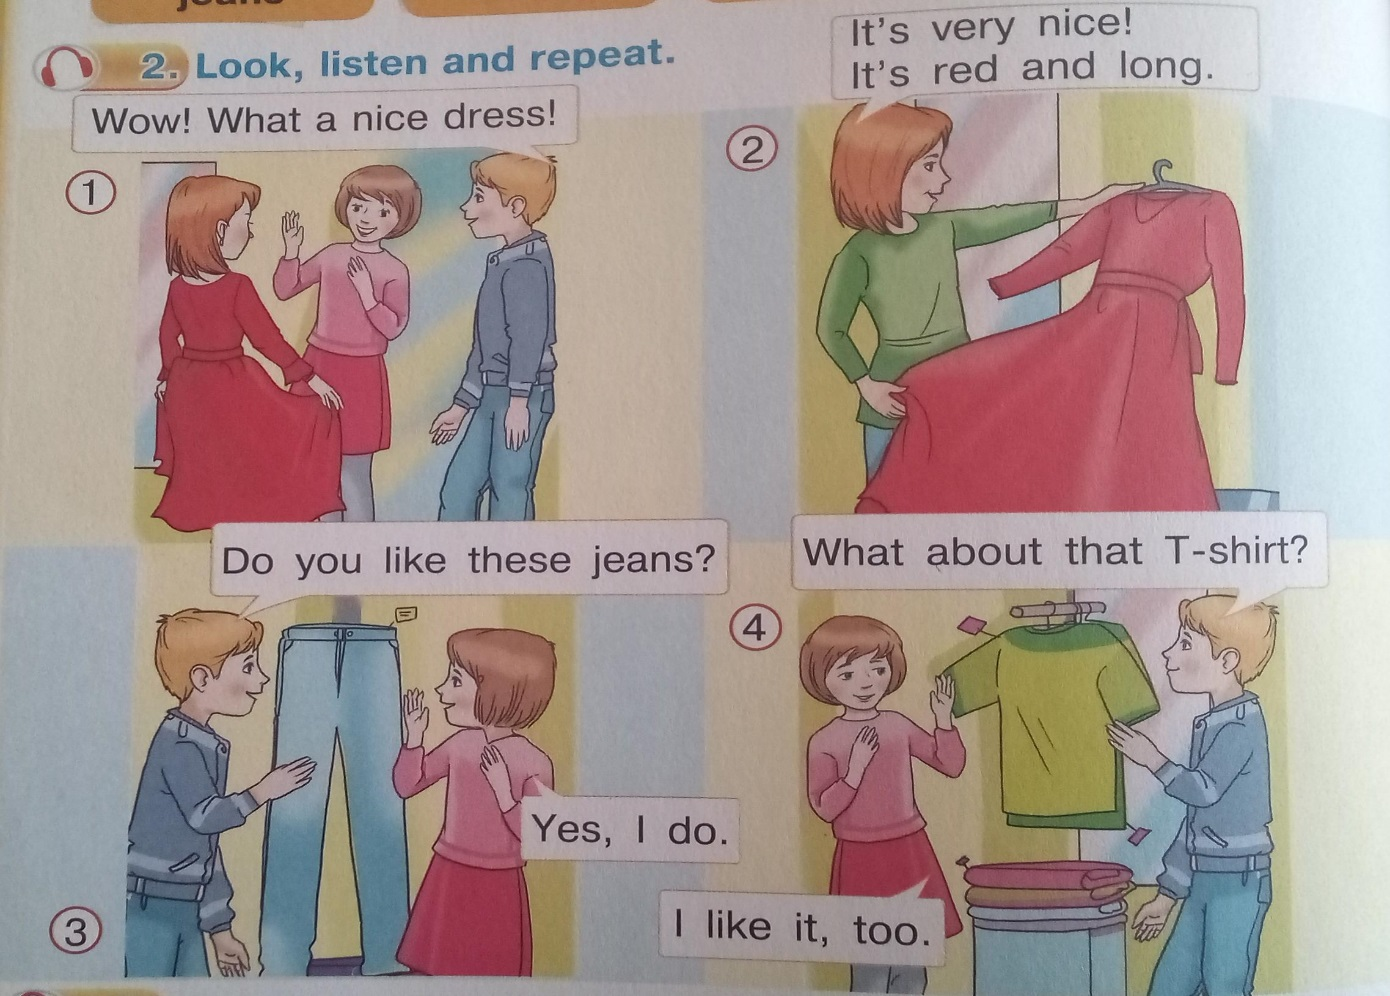 jeans
2. Look, listen and repeat.
Wow! What a nice dress!
1
It's very nice!
It's red and long.
2
Do you like these jeans?
Yes, I do.
3
What about that T-shirt?
4
I like it, too.